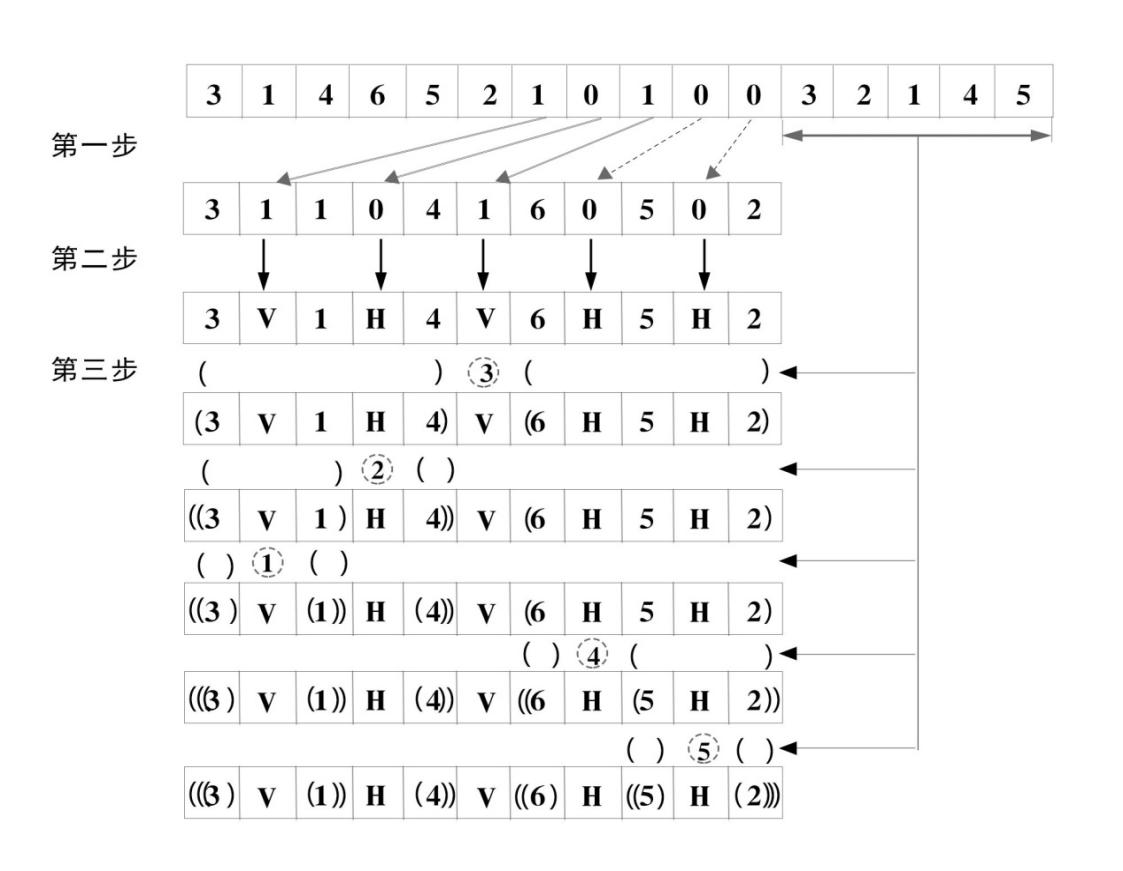 3 1 4 6 5 2 1 0 1 0 0 3 2 1 4 5
第一步
3 1 1 0 4 1 6 0 5 0 2
第二步
3 V 1 H 4 V 6 H 5 H 2
第三步 ( ) 3 ( )
(3 V 1 H 4) V (6 H 5 H 2)
( ) 2 ( )
((3 V 1) H 4)) V (6 H 5 H 2)
( ) 1 ( )
((3) V (1)) H (4)) V (6 H 5 H 2)
( ) 4 ( )
(((3) V (1)) H (4)) V ((6 H (5 H 2))
( ) 5 ( )
(((3) V (1)) H (4)) V ((6) H ((5) H (2)))